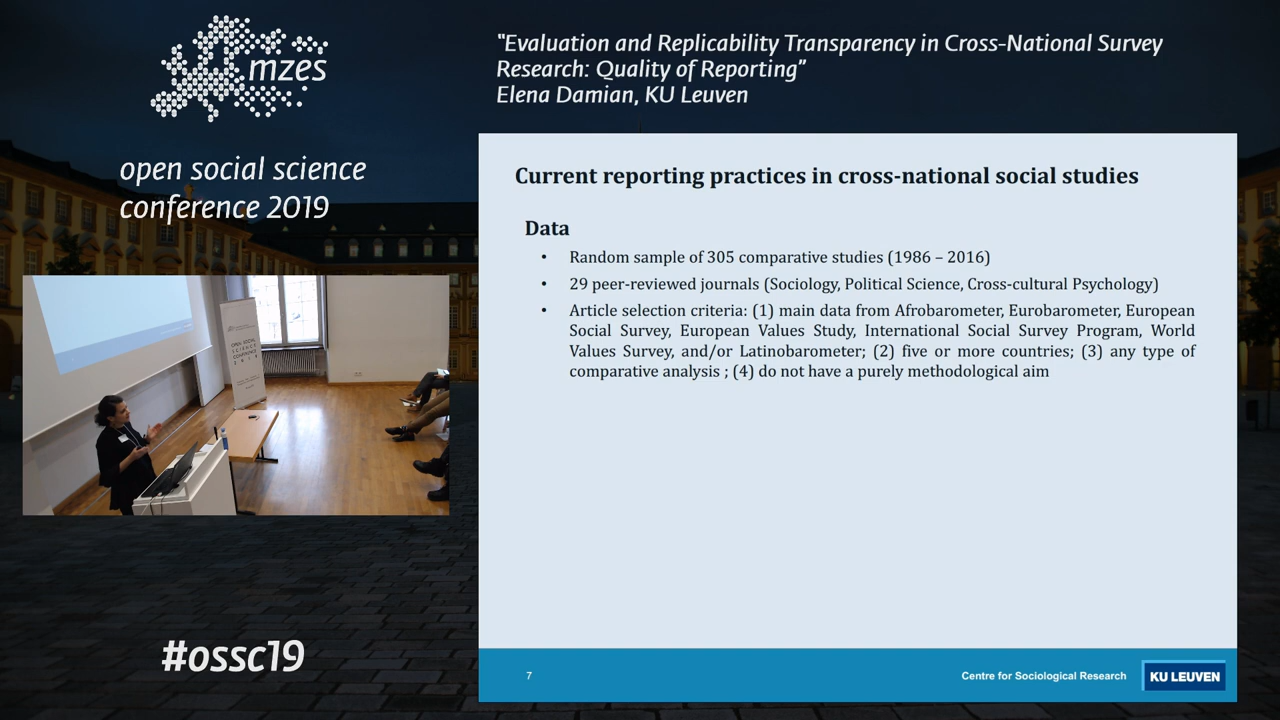 mzes
open social science
conference 2019
"Evaluation and Replicability Transparency in Cross-National Survey
Research: Quality of Reporting"
Elena Damian, KU Leuven
Current reporting practices in cross-national social studies
Data
• Random sample of 305 comparative studies (1986 – 2016)
• 29 peer-reviewed journals (Sociology, Political Science, Cross-cultural Psychology)
• Article selection criteria: (1) main data from Afrobarometer, Eurobarometer, European
Social Survey, European Values Study, International Social Survey Program, World
Values Survey, and/or Latinobarometer; (2) five or more countries; (3) any type of
comparative analysis ; (4) do not have a purely methodological aim
OPEN SOCIAL
SCIENCE
CONFERENCE
2019
#ossc19
7
Centre for Sociological Research
KU LEUVEN